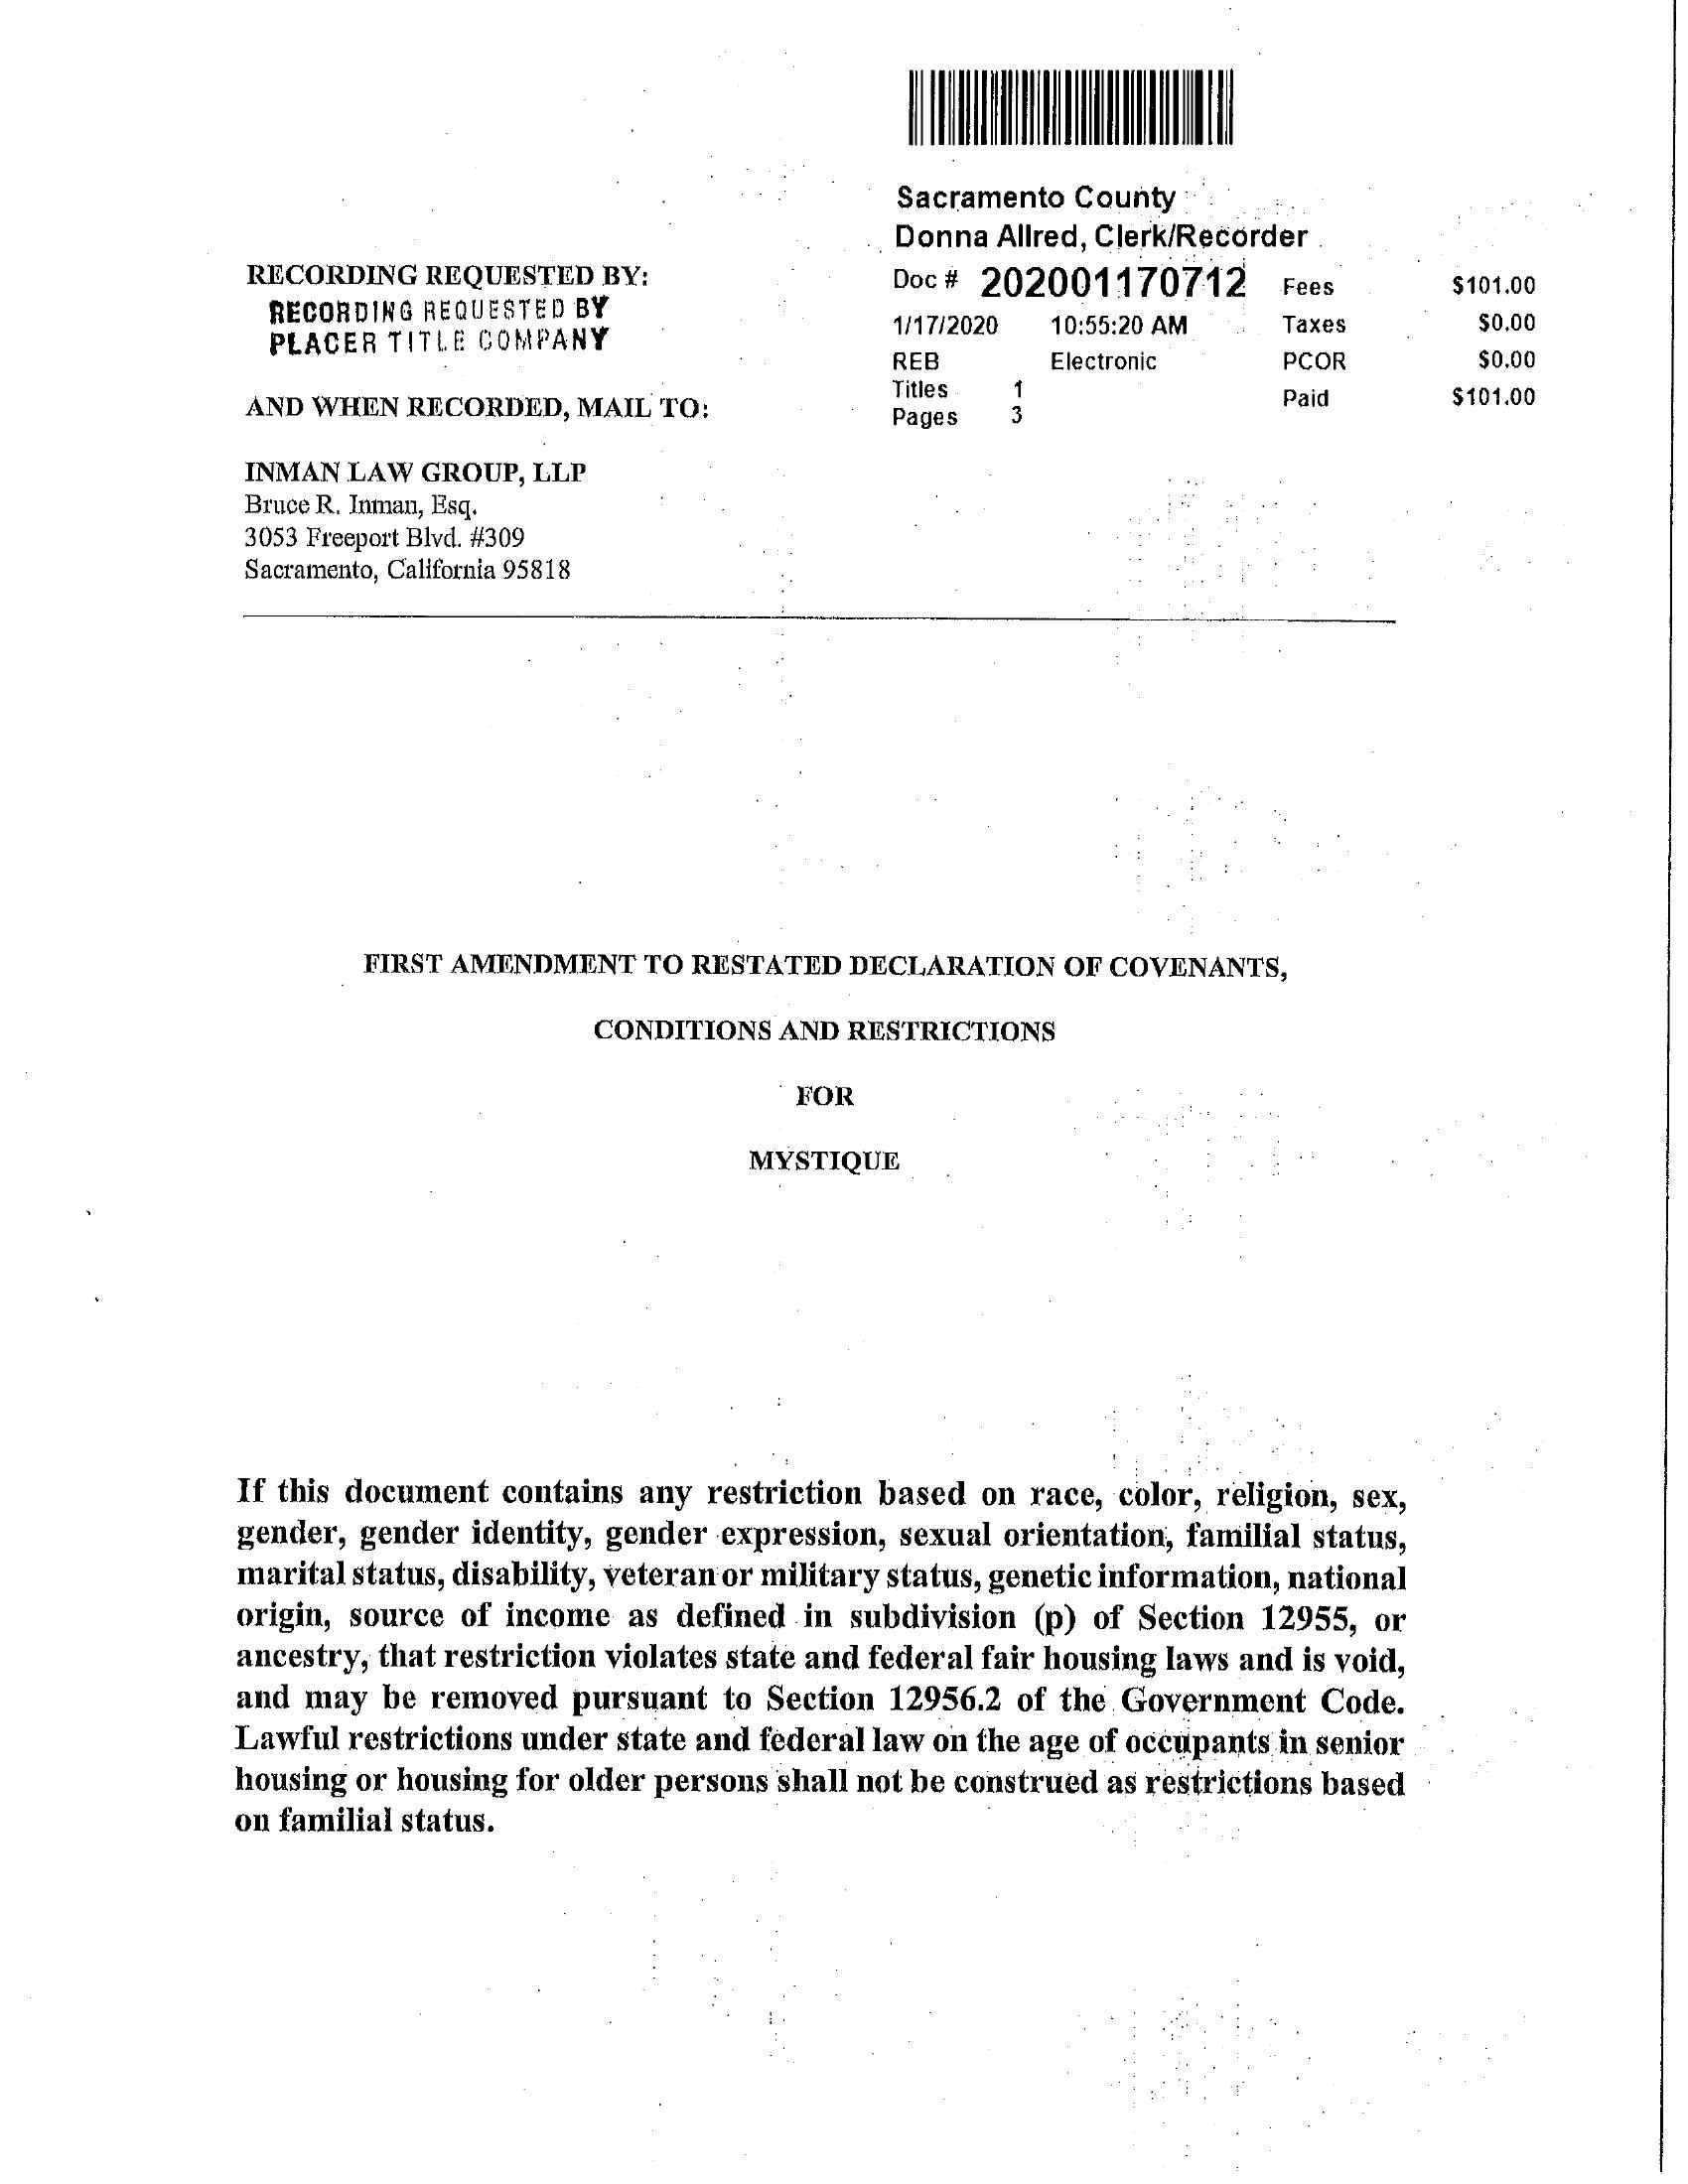 Sacramento County
Donna Allred, Clerk/Recorder
RECORDING REQUESTED BY:
RECORDING REQUESTED BY
PLACER TITLE COMPANY
Doc # 202001170712 Fees $101.00
1/17/2020 10:55:20 AM Taxes $0.00
REB Electronic PCOR $0.00
Titles 1 Paid $101.00
Pages 3
AND WHEN RECORDED, MAIL TO:
INMAN LAW GROUP, LLP
Bruce R. Inman, Esq.
3053 Freeport Blvd. #309
Sacramento, California 95818
FIRST AMENDMENT TO RESTATED DECLARATION OF COVENANTS,
CONDITIONS AND RESTRICTIONS
FOR
MYSTIQUE
If this document contains any restriction based on race, color, religion, sex,
gender, gender identity, gender expression, sexual orientation, familial status,
marital status, disability, veteran or military status, genetic information, national
origin, source of income as defined in subdivision (p) of Section 12955, or
ancestry, that restriction violates state and federal fair housing laws and is void,
and may be removed pursuant to Section 12956.2 of the Government Code.
Lawful restrictions under state and federal law on the age of occupants in senior
housing or housing for older persons shall not be construed as restrictions based
on familial status.